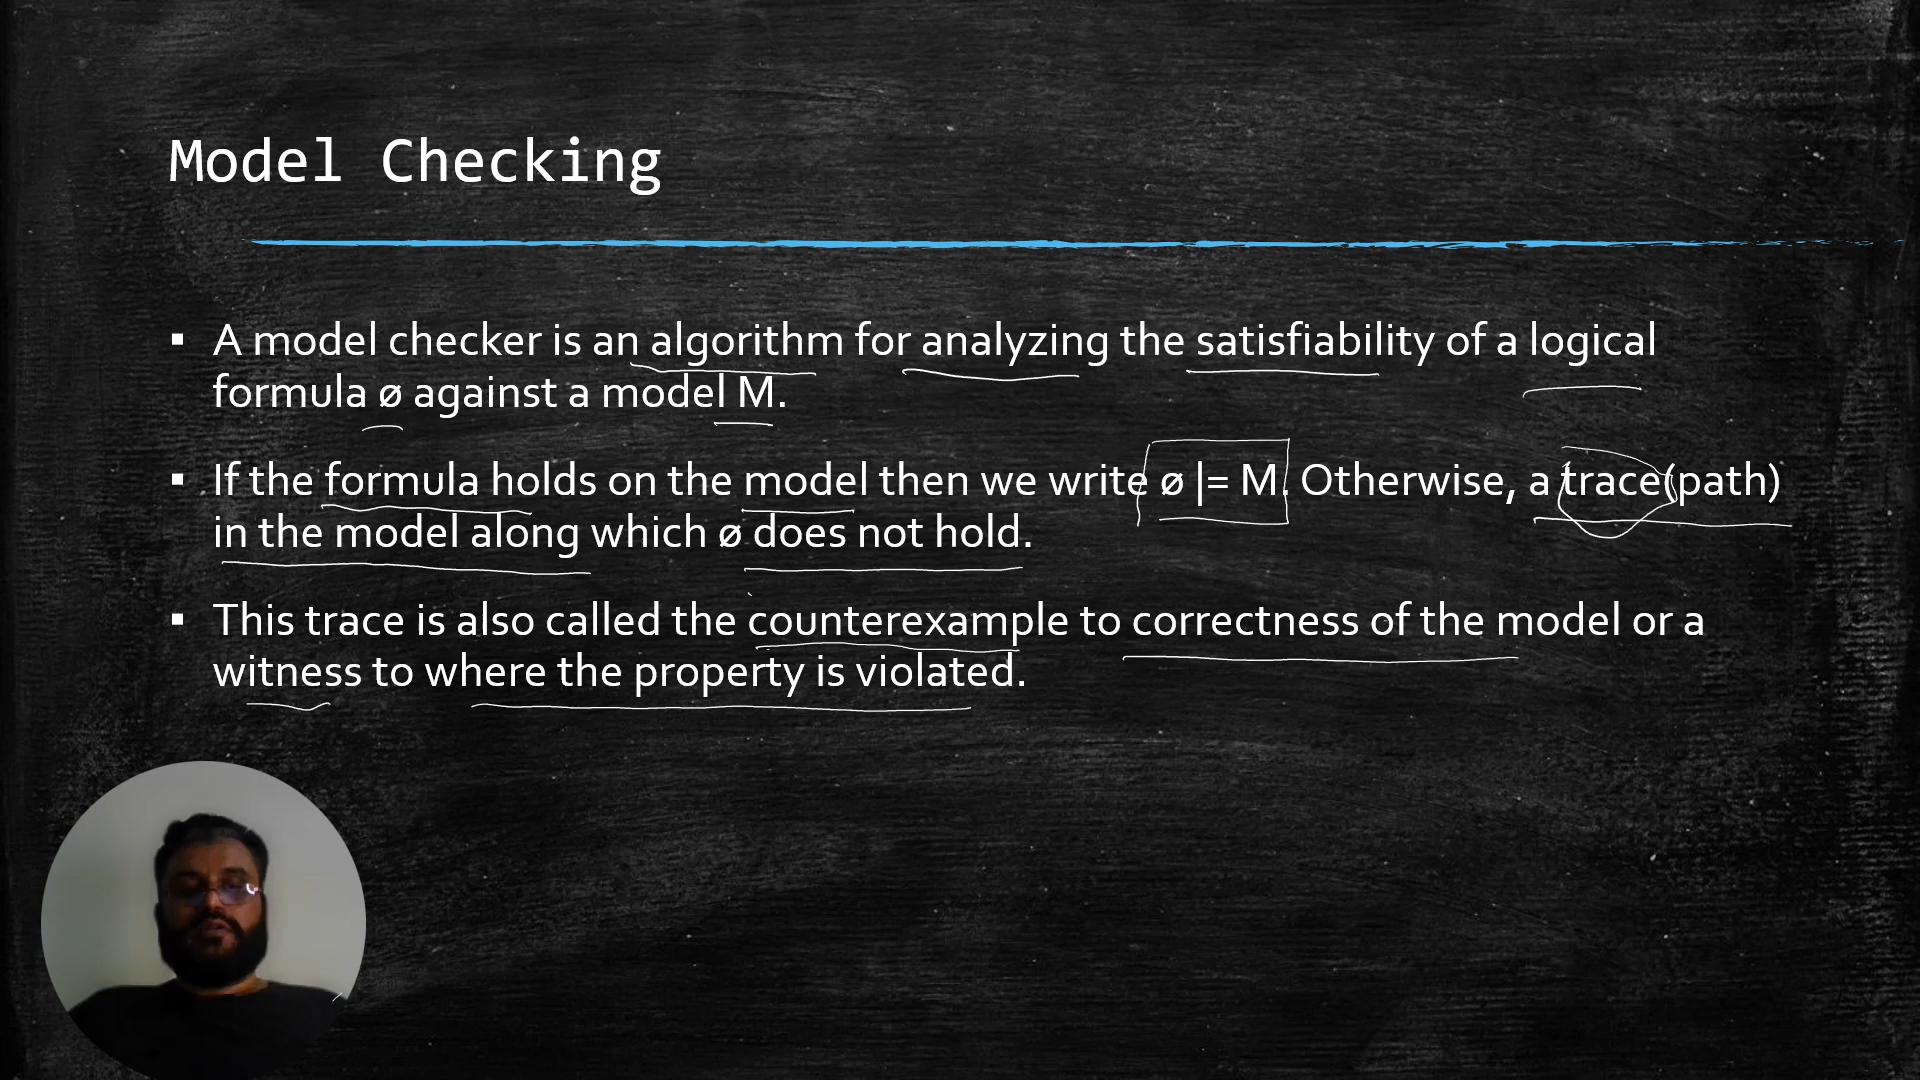 Model Checking
▪ A model checker is an algorithm for analyzing the satisfiability of a logical
formula ø against a model M.
▪ If the formula holds on the model then we write ø |= M. Otherwise, a trace(path)
in the model along which ø does not hold.
▪ This trace is also called the counterexample to correctness of the model or a
witness to where the property is violated.